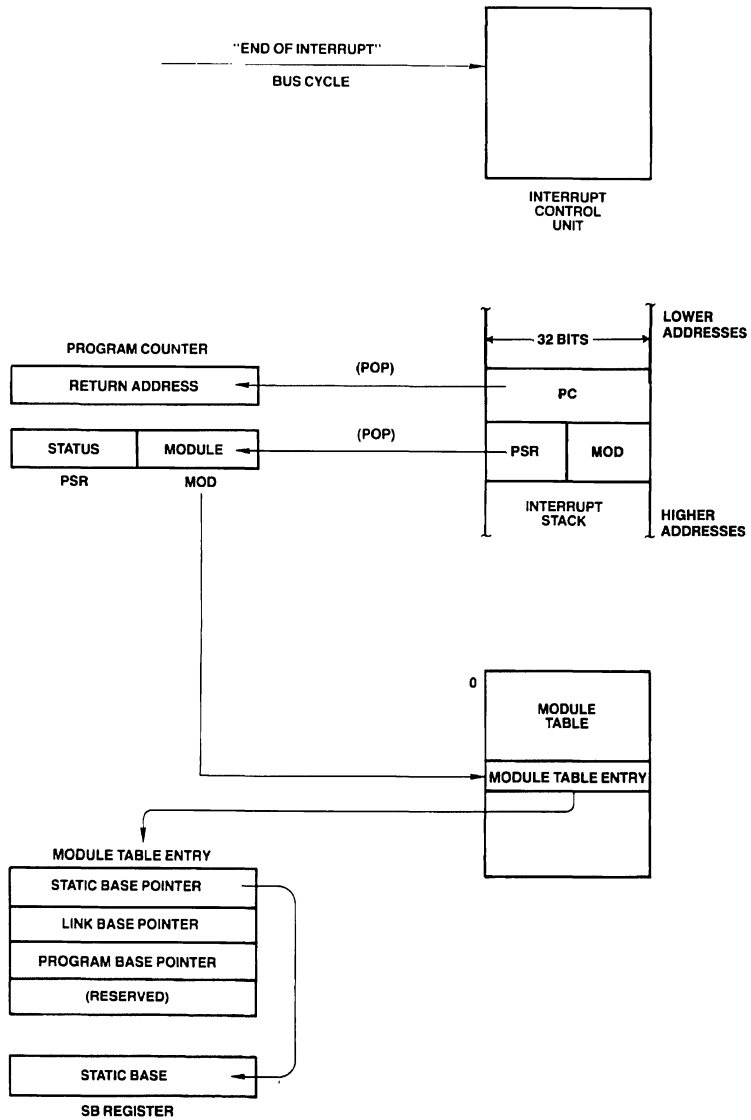 "END OF INTERRUPT"
BUS CYCLE
INTERRUPT
CONTROL
UNIT
LOWER
ADDRESSES
32 BITS
PROGRAM COUNTER
RETURN ADDRESS
(POP)
PC
STATUS
MODULE
(POP)
PSR
MOD
PSR
MOD
INTERRUPT
STACK
HIGHER
ADDRESSES
0
MODULE
TABLE
MODULE TABLE ENTRY
MODULE TABLE ENTRY
STATIC BASE POINTER
LINK BASE POINTER
PROGRAM BASE POINTER
(RESERVED)
STATIC BASE
SB REGISTER